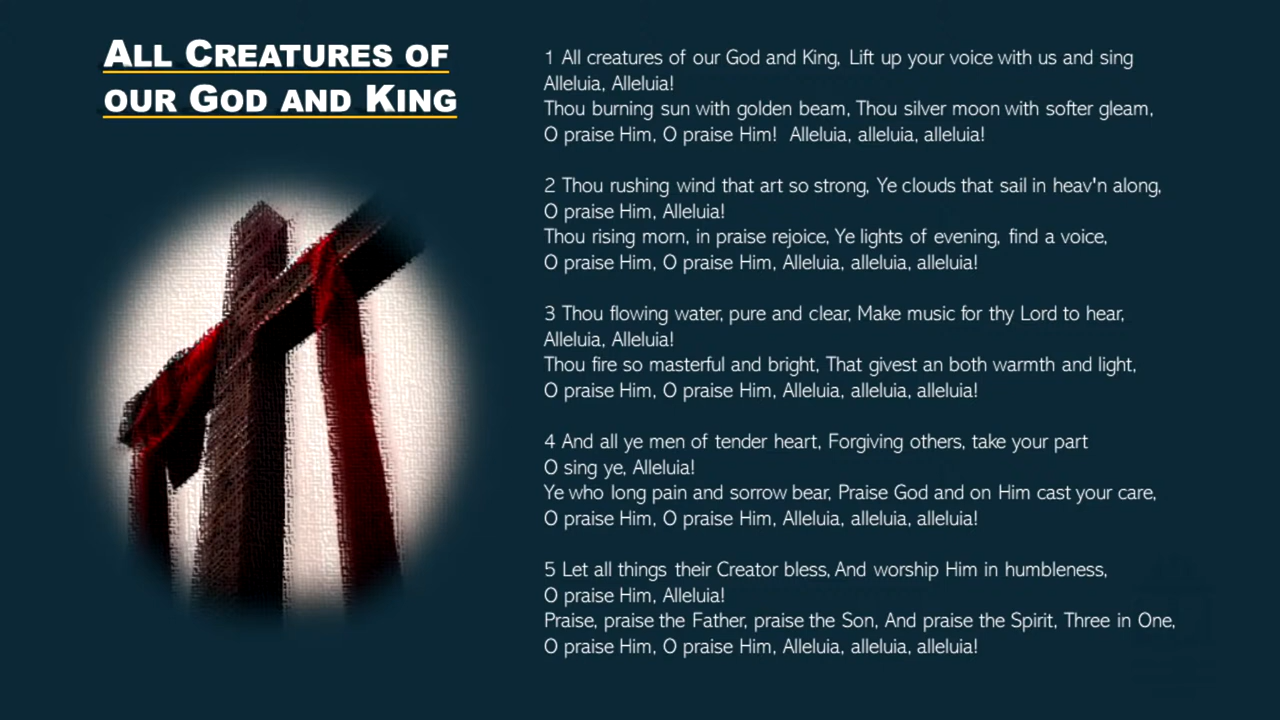 ALL CREATURES OF
OUR GOD AND KING
1 All creatures of our God and King, Lift up your voice with us and sing
Alleluia, Alleluia!
Thou burning sun with golden beam, Thou silver moon with softer gleam,
O praise Him, O praise Him!  Alleluia, alleluia, alleluia!
2 Thou rushing wind that art so strong, Ye clouds that sail in heav'n along,
O praise Him, Alleluia!
Thou rising morn, in praise rejoice, Ye lights of evening, find a voice,
O praise Him, O praise Him, Alleluia, alleluia, alleluia!
3 Thou flowing water, pure and clear, Make music for thy Lord to hear,
Alleluia, Alleluia!
Thou fire so masterful and bright, That givest an both warmth and light,
O praise Him, O praise Him, Alleluia, alleluia, alleluia!
4 And all ye men of tender heart, Forgiving others, take your part
O sing ye, Alleluia!
Ye who long pain and sorrow bear, Praise God and on Him cast your care,
O praise Him, O praise Him, Alleluia, alleluia, alleluia!
5 Let all things their Creator bless, And worship Him in humbleness,
O praise Him, Alleluia!
Praise, praise the Father, praise the Son, And praise the Spirit, Three in One,
O praise Him, O praise Him, Alleluia, alleluia, alleluia!